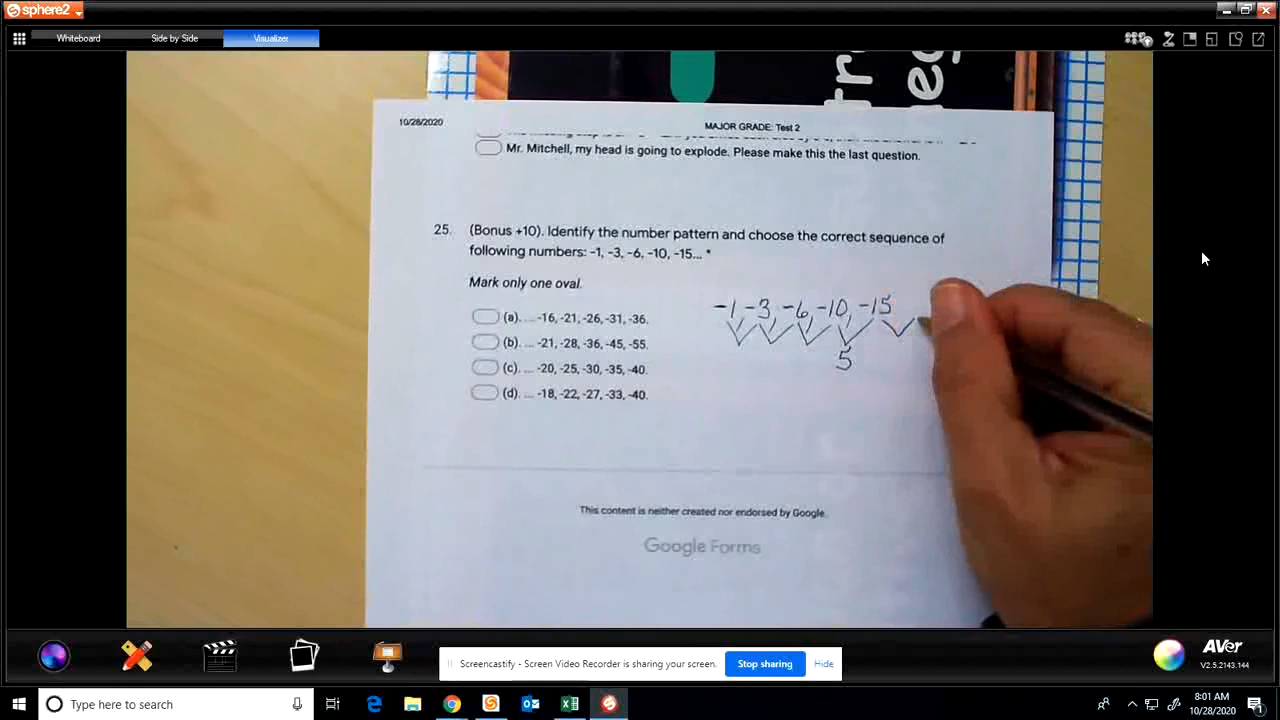 sphere2
Whiteboard Side by Side Visualizer
10/28/2020 MAJOR GRADE: Test 2
Mr. Mitchell, my head is going to explode. Please make this the last question.
25. (Bonus +10). Identify the number pattern and choose the correct sequence of
following numbers: -1, -3, -6, -10, -15... *
Mark only one oval.
(a). ... -16, -21, -26, -31, -36.
(b). ... -21, -28, -36, -45, -55.
(c). ... -20, -25, -30, -35, -40.
(d). ... -18, -22, -27, -33, -40.
-1, -3, -6, -10, -15
5
This content is neither created nor endorsed by Google.
Google Forms
Screencastify - Screen Video Recorder is sharing your screen. Stop sharing Hide
AVer
V2.5.2143.144
Type here to search
8:01 AM
10/28/2020